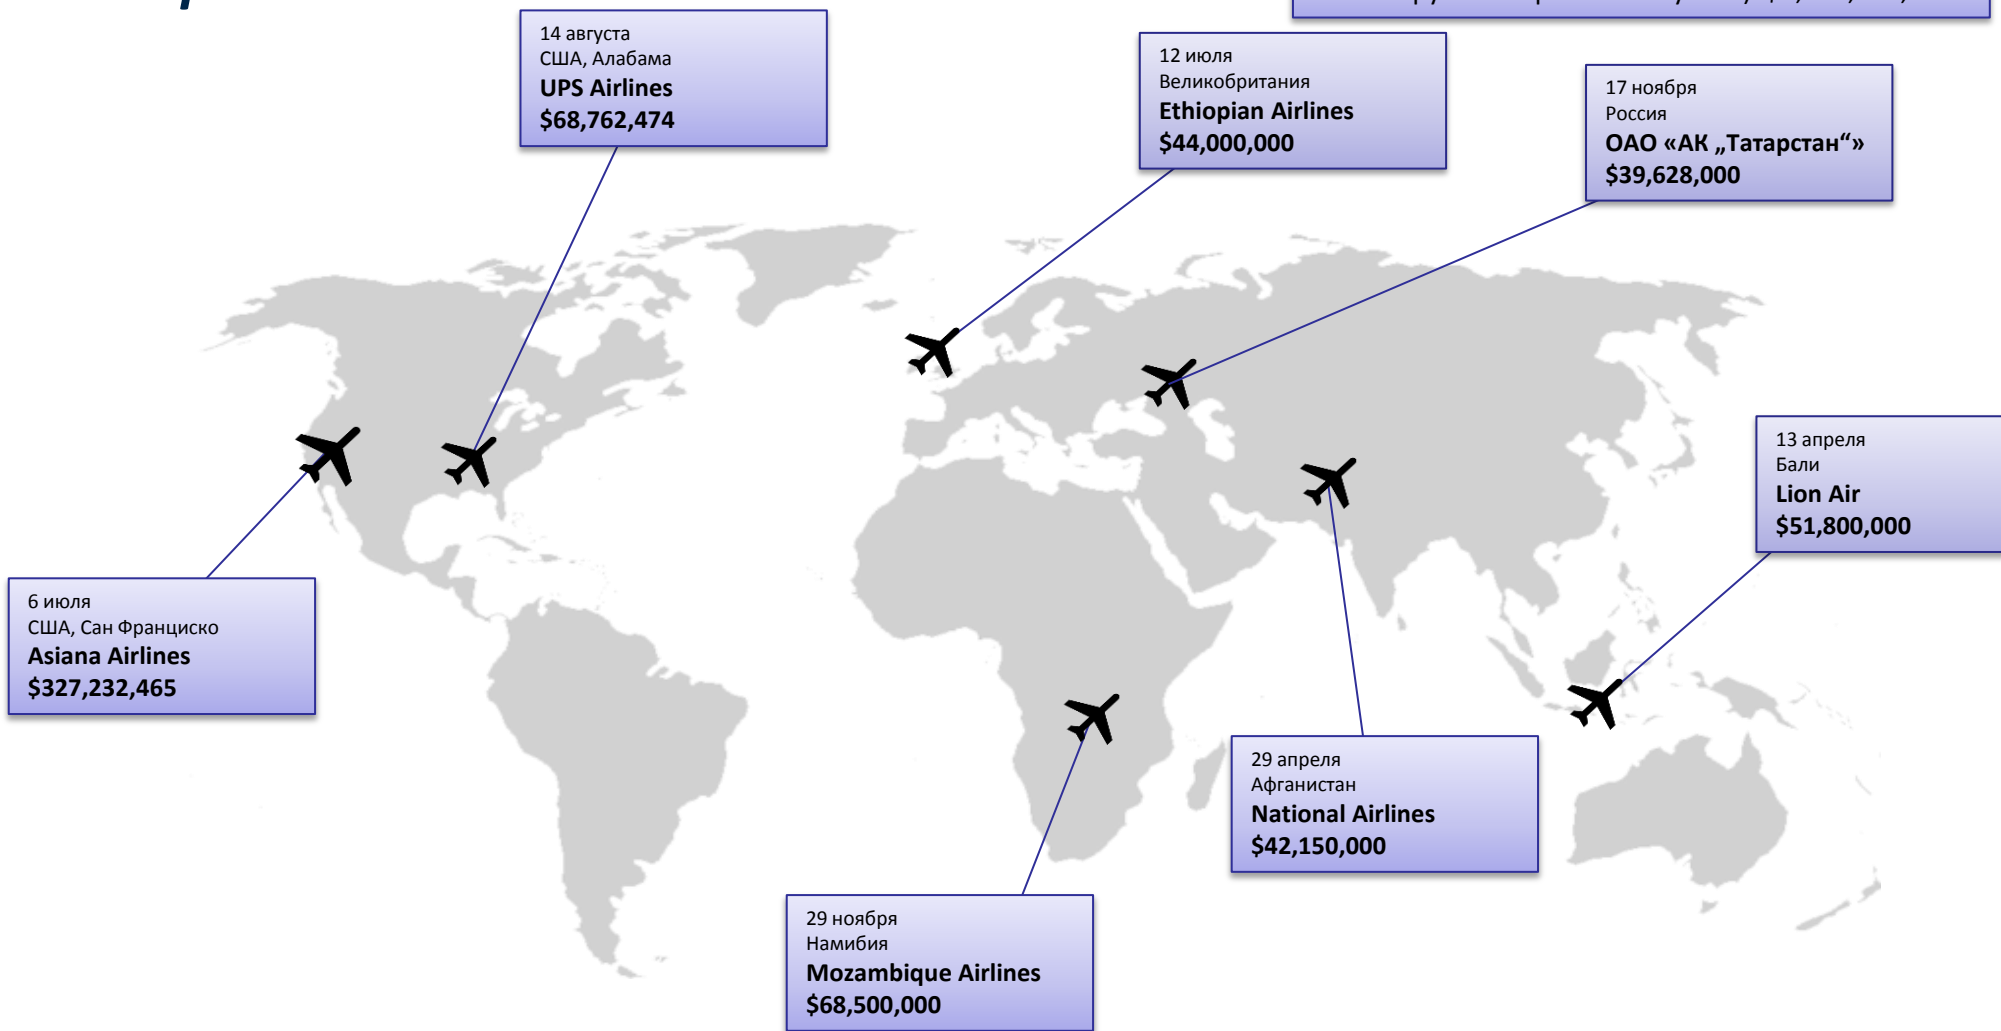 14 августа
США, Алабама
UPS Airlines
$68,762,474
12 июля
Великобритания
Ethiopian Airlines
$44,000,000
17 ноября
Россия
ОАО «АК „Татарстан“»
$39,628,000
13 апреля
Бали
Lion Air
$51,800,000
6 июля
США, Сан Франциско
Asiana Airlines
$327,232,465
29 апреля
Афганистан
National Airlines
$42,150,000
29 ноября
Намибия
Mozambique Airlines
$68,500,000